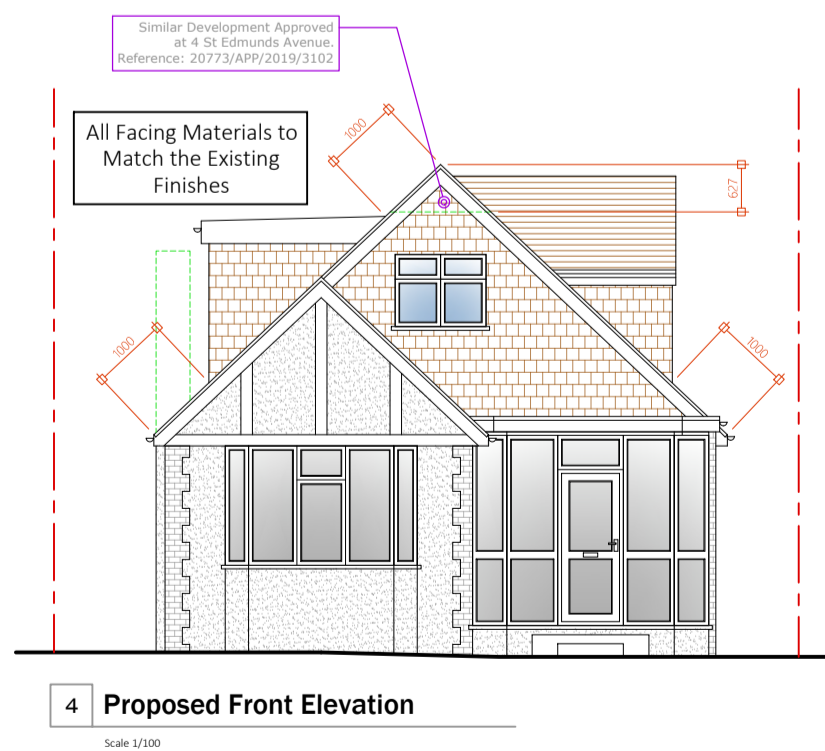 Similar Development Approved
at 4 St Edmunds Avenue.
Reference: 20773/APP/2019/3102
All Facing Materials to
Match the Existing
Finishes
1000
627
1000
1000
4 Proposed Front Elevation
Scale 1/100